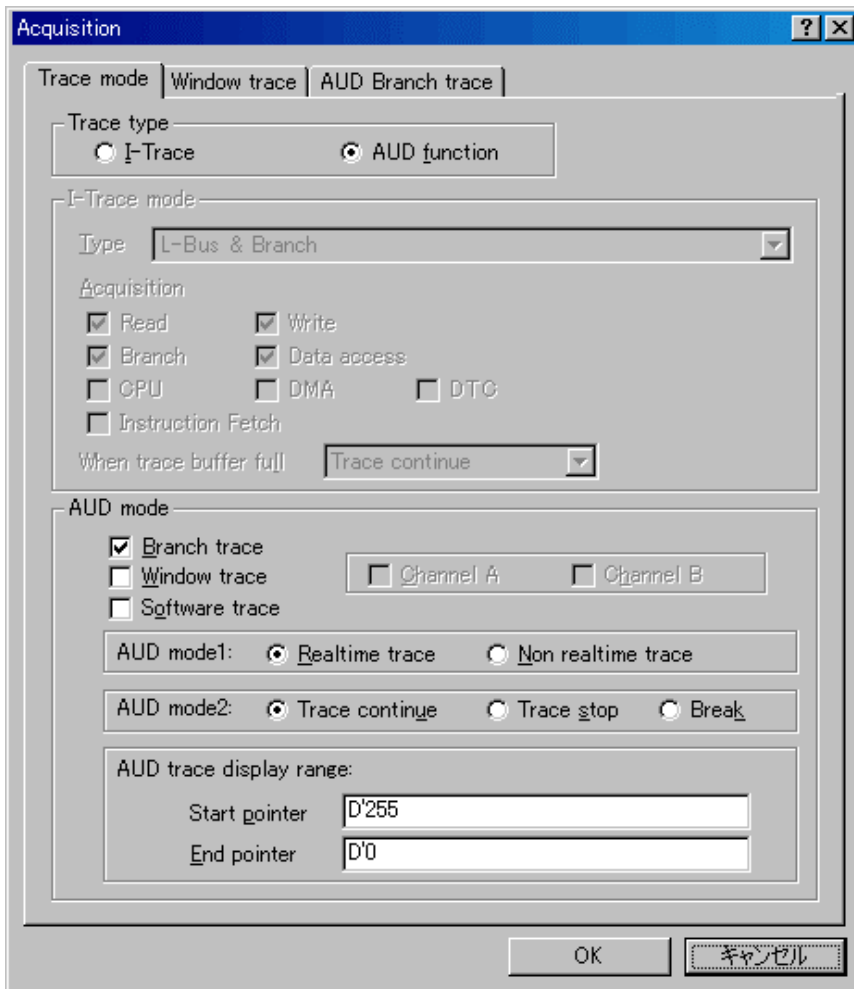 Acquisition
Trace mode Window trace AUD Branch trace
Trace type
I-Trace AUD function
I-Trace mode
Type L-Bus & Branch
Acquisition
Read Write
Branch Data access
CPU DMA DTC
Instruction Fetch
When trace buffer full Trace continue
AUD mode
Branch trace
Window trace Channel A Channel B
Software trace
AUD mode1: Realtime trace Non realtime trace
AUD mode2: Trace continue Trace stop Break
AUD trace display range:
Start pointer D'255
End pointer D'0
OK キャンセル